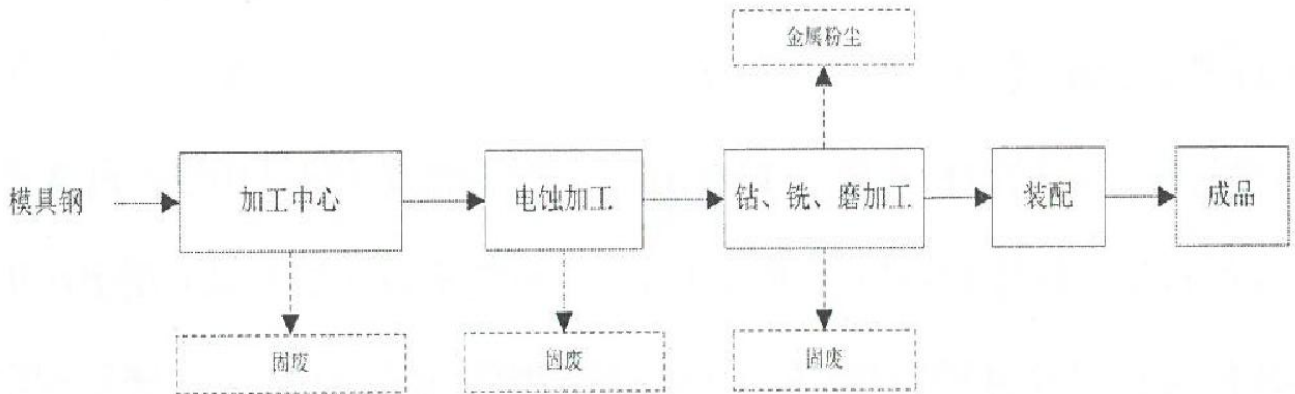 金属粉尘
模具钢
加工中心
电蚀加工
钻、铣、磨加工
装配
成品
固废
固废
固废